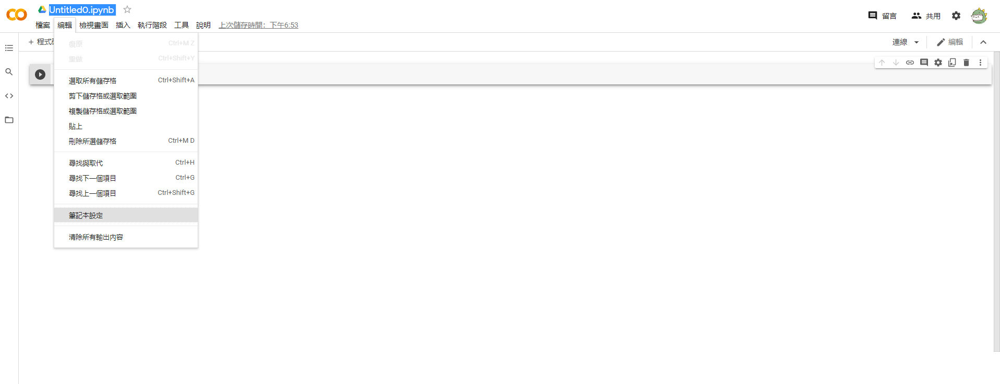 Untitled0.ipynb
檔案 編輯 檢視畫面 插入 執行階段 工具 說明 上次儲存時間：下午6:53
留言 共用
+ 程式
連線 編輯
復原 Ctrl+M Z
重做 Ctrl+Shift+Y
選取所有儲存格 Ctrl+Shift+A
剪下儲存格或選取範圍
複製儲存格或選取範圍
貼上
刪除所選儲存格 Ctrl+M D
尋找與取代 Ctrl+H
尋找下一個項目 Ctrl+G
尋找上一個項目 Ctrl+Shift+G
筆記本設定
清除所有輸出內容